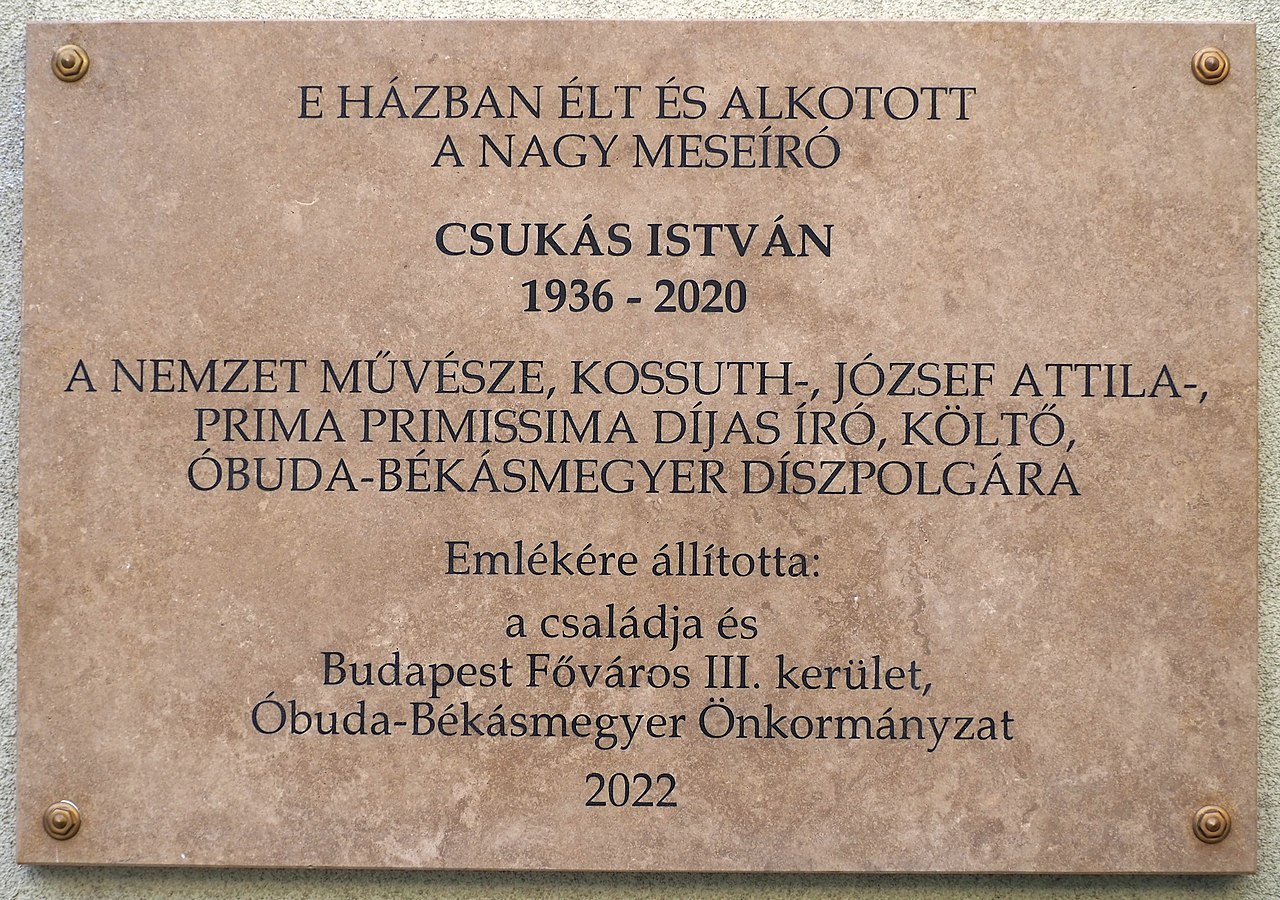 E HÁZBAN ÉLT ÉS ALKOTOTT
A NAGY MESEÍRÓ
CSUKÁS ISTVÁN
1936 - 2020
A NEMZET MŰVÉSZE, KOSSUTH-, JÓZSEF ATTILA-,
PRIMA PRIMISSIMA DÍJAS ÍRÓ, KÖLTŐ,
ÓBUDA-BÉKÁSMEGYER DÍSZPOLGÁRA
Emlékére állította:
a családja és
Budapest Főváros III. kerület,
Óbuda-Békásmegyer Önkormányzat
2022